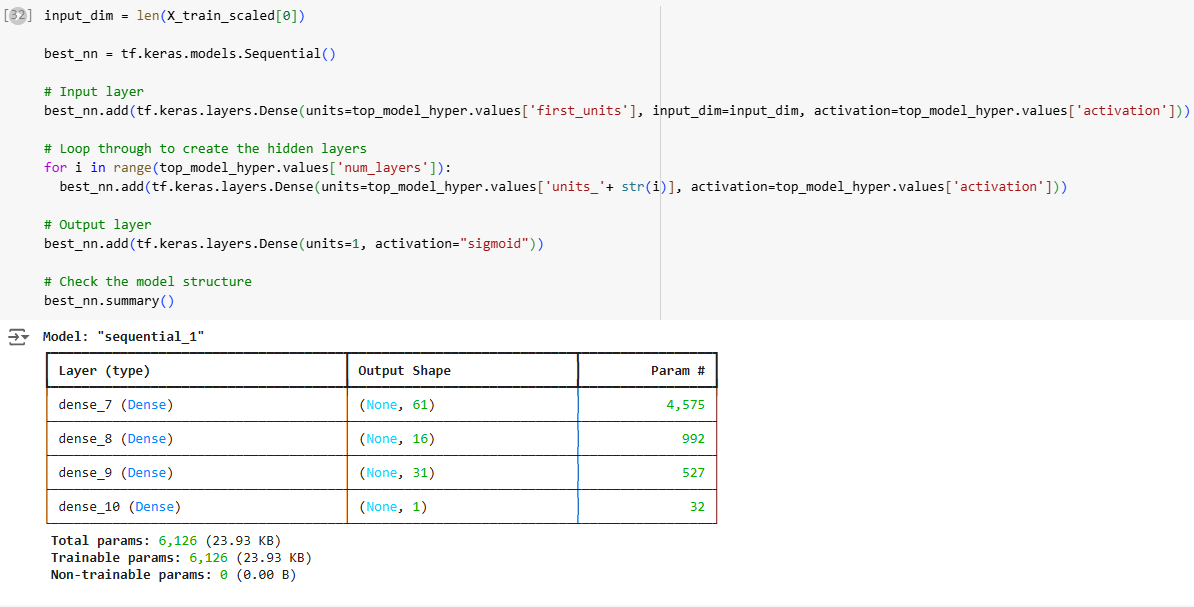 [32] input_dim = len(X_train_scaled[0])
best_nn = tf.keras.models.Sequential()
# Input layer
best_nn.add(tf.keras.layers.Dense(units=top_model_hyper.values['first_units'], input_dim=input_dim, activation=top_model_hyper.values['activation']))
# Loop through to create the hidden layers
for i in range(top_model_hyper.values['num_layers']):
  best_nn.add(tf.keras.layers.Dense(units=top_model_hyper.values['units_'+ str(i)], activation=top_model_hyper.values['activation']))
# Output layer
best_nn.add(tf.keras.layers.Dense(units=1, activation="sigmoid"))
# Check the model structure
best_nn.summary()
Model: "sequential_1"
Layer (type) Output Shape Param #
dense_7 (Dense) (None, 61) 4,575
dense_8 (Dense) (None, 16) 992
dense_9 (Dense) (None, 31) 527
dense_10 (Dense) (None, 1) 32
Total params: 6,126 (23.93 KB)
Trainable params: 6,126 (23.93 KB)
Non-trainable params: 0 (0.00 B)